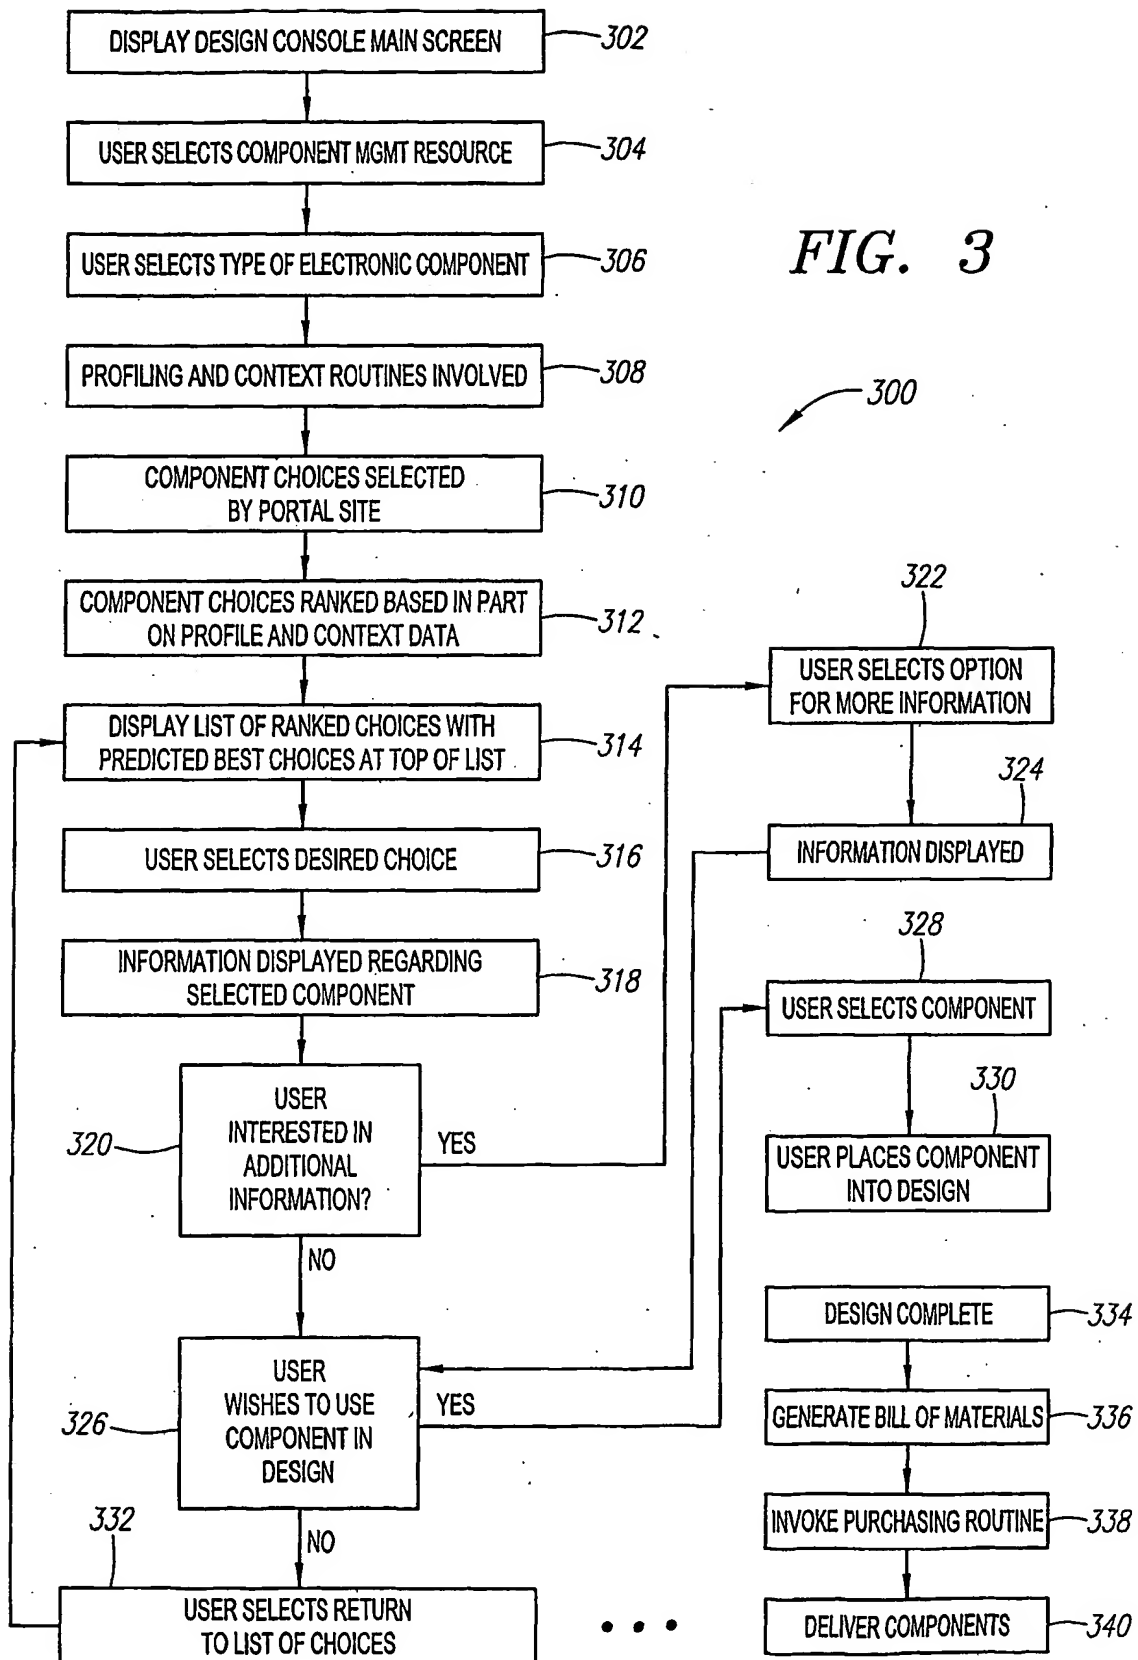 DISPLAY DESIGN CONSOLE MAIN SCREEN
302
USER SELECTS COMPONENT MGMT RESOURCE
304
USER SELECTS TYPE OF ELECTRONIC COMPONENT
306
FIG. 3
PROFILING AND CONTEXT ROUTINES INVOLVED
308
300
COMPONENT CHOICES SELECTED
BY PORTAL SITE
310
COMPONENT CHOICES RANKED BASED IN PART
ON PROFILE AND CONTEXT DATA
312
DISPLAY LIST OF RANKED CHOICES WITH
PREDICTED BEST CHOICES AT TOP OF LIST
314
USER SELECTS DESIRED CHOICE
316
INFORMATION DISPLAYED REGARDING
SELECTED COMPONENT
318
USER
INTERESTED IN
ADDITIONAL
INFORMATION?
320
YES
NO
322
USER SELECTS OPTION
FOR MORE INFORMATION
324
INFORMATION DISPLAYED
USER
WISHES TO USE
COMPONENT IN
DESIGN
326
YES
NO
328
USER SELECTS COMPONENT
330
USER PLACES COMPONENT
INTO DESIGN
332
USER SELECTS RETURN
TO LIST OF CHOICES
• • •
DESIGN COMPLETE
334
GENERATE BILL OF MATERIALS
336
INVOKE PURCHASING ROUTINE
338
DELIVER COMPONENTS
340